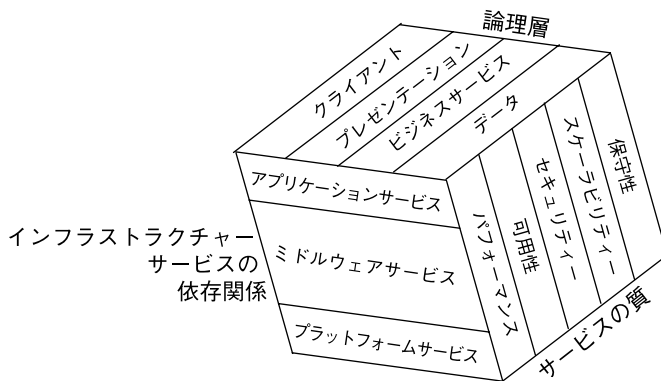 論理層
クライアント
プレゼンテーション
ビジネスサービス
データ
アプリケーションサービス
ミドルウェアサービス
プラットフォームサービス
インフラストラクチャー
サービスの
依存関係
パフォーマンス
可用性
セキュリティー
スケーラビリティー
保守性
サービスの質